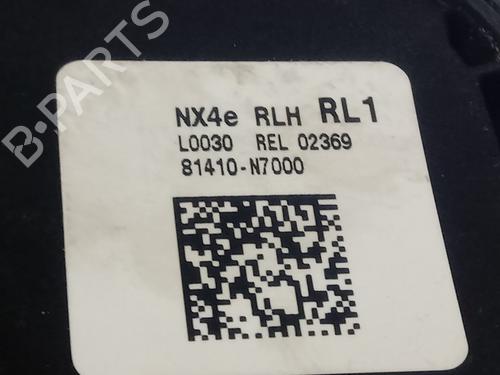 B-PARTS
NX4e RLH RL1
L0030 REL 02369
81410-N7000